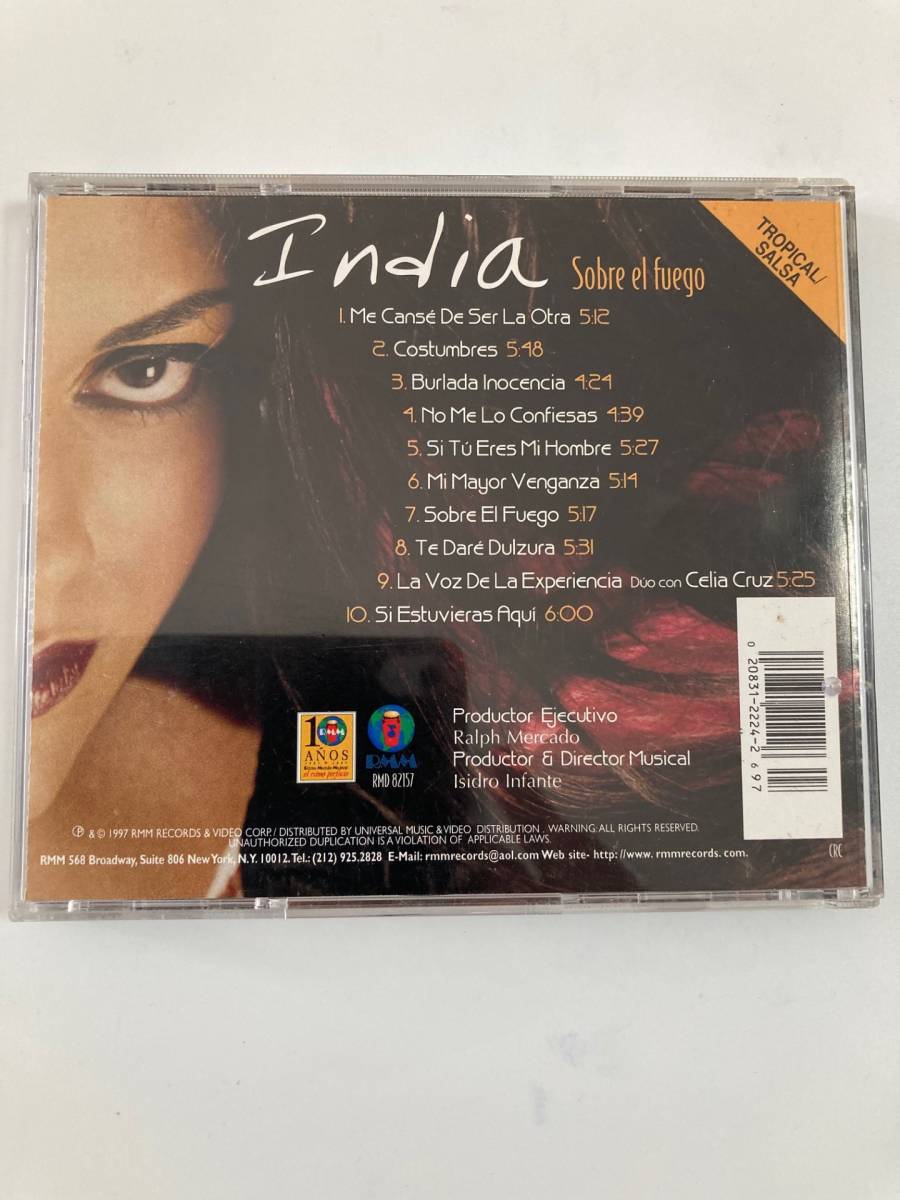 India Sobre el fuego
TROPICAL/
SALSA
1. Me Cansé De Ser La Otra 5:12
2. Costumbres 5:48
3. Burlada Inocencia 4:24
4. No Me Lo Confiesas 4:39
5. Si Tú Eres Mi Hombre 5:27
6. Mi Mayor Venganza 5:14
7. Sobre El Fuego 5:17
8. Te Daré Dulzura 5:31
9. La Voz De La Experiencia Dúo con Celia Cruz 5:25
10. Si Estuvieras Aquí 6:00
0 20831-2224-2 697
10 RMM
AÑOS
RMM
RMD 82157
Productor Ejecutivo
Ralph Mercado
Productor & Director Musical
Isidro Infante
℗ & © 1997 RMM RECORDS & VIDEO CORP./ DISTRIBUTED BY UNIVERSAL MUSIC & VIDEO DISTRIBUTION . WARNING: ALL RIGHTS RESERVED.
UNAUTHORIZED DUPLICATION IS A VIOLATION OF APPLICABLE LAWS.
RMM 568 Broadway, Suite 806 New York, N.Y. 10012. Tel.: (212) 925.2828 E-Mail: rmmrecords@aol.com Web site- http://www. rmmrecords. com.
CRC